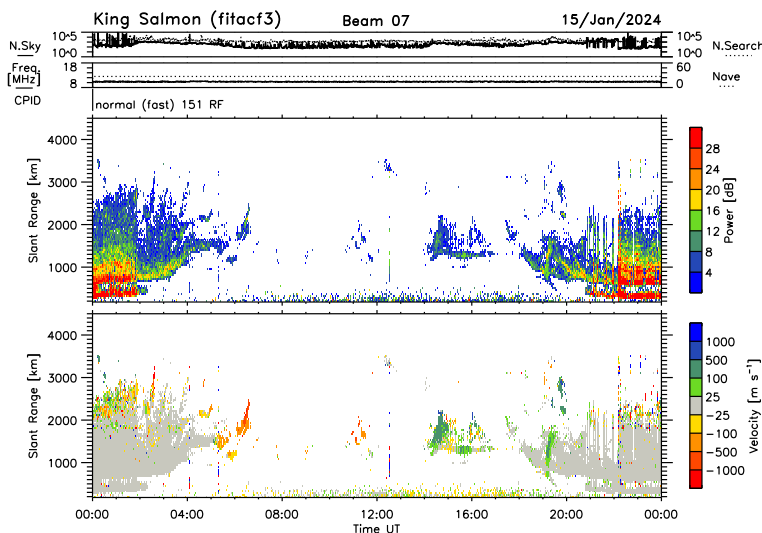 King Salmon (fitacf3) Beam 07 15/Jan/2024
N.Sky 10^5 10^0 10^5 10^0 N.Search
Freq. [MHz] 18 8 60 0 Nave
CPID normal (fast) 151 RF
Slant Range [km] 4000 3000 2000 1000
Power [dB] 28 24 20 16 12 8 4
Slant Range [km] 4000 3000 2000 1000
Velocity [m s⁻¹] 1000 500 100 25 −25 −100 −500 −1000
00:00 04:00 08:00 12:00 16:00 20:00 00:00
Time UT